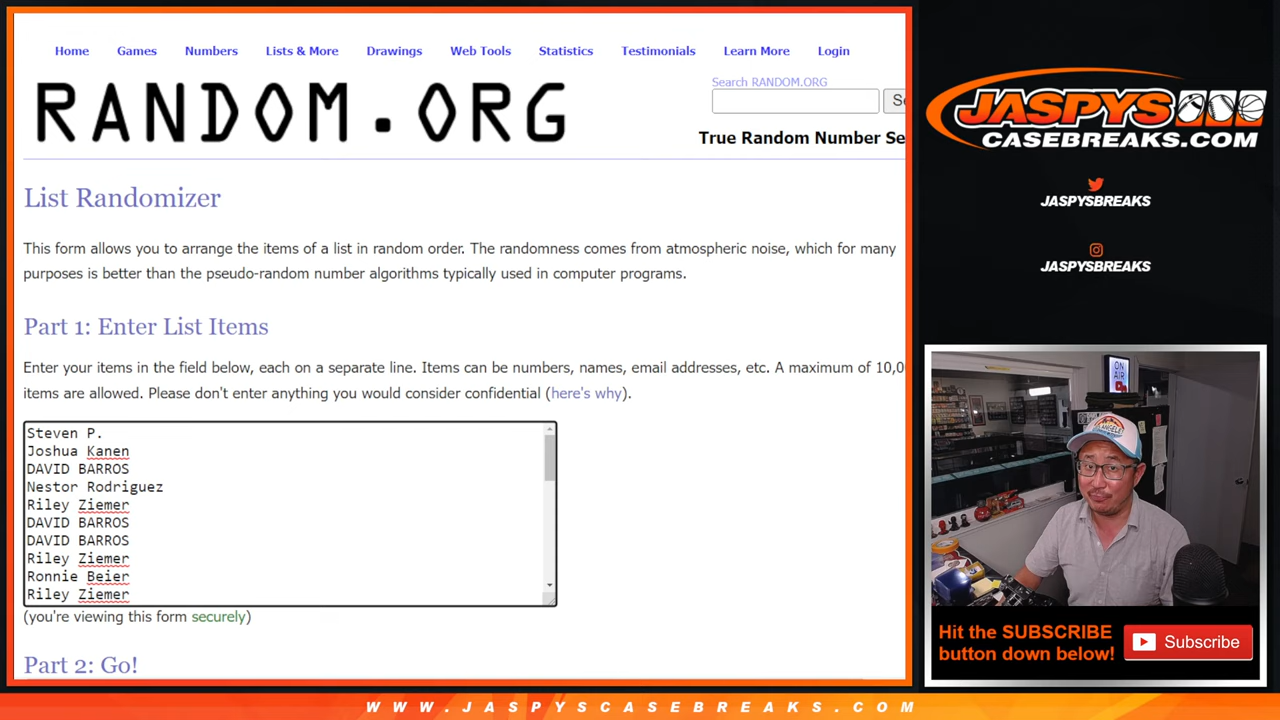 Home Games Numbers Lists & More Drawings Web Tools Statistics Testimonials Learn More Login
RANDOM.ORG
Search RANDOM.ORG
True Random Number Se
List Randomizer
This form allows you to arrange the items of a list in random order. The randomness comes from atmospheric noise, which for many
purposes is better than the pseudo-random number algorithms typically used in computer programs.
Part 1: Enter List Items
Enter your items in the field below, each on a separate line. Items can be numbers, names, email addresses, etc. A maximum of 10,0
items are allowed. Please don't enter anything you would consider confidential (here's why).
Steven P.
Joshua Kanen
DAVID BARROS
Nestor Rodriguez
Riley Ziemer
DAVID BARROS
DAVID BARROS
Riley Ziemer
Ronnie Beier
Riley Ziemer
(you're viewing this form securely)
Part 2: Go!
JASPYS
CASEBREAKS.COM
JASPYSBREAKS
JASPYSBREAKS
ON
AIR
Hit the SUBSCRIBE
button down below!
Subscribe
WWW.JASPYSCASEBREAKS.COM